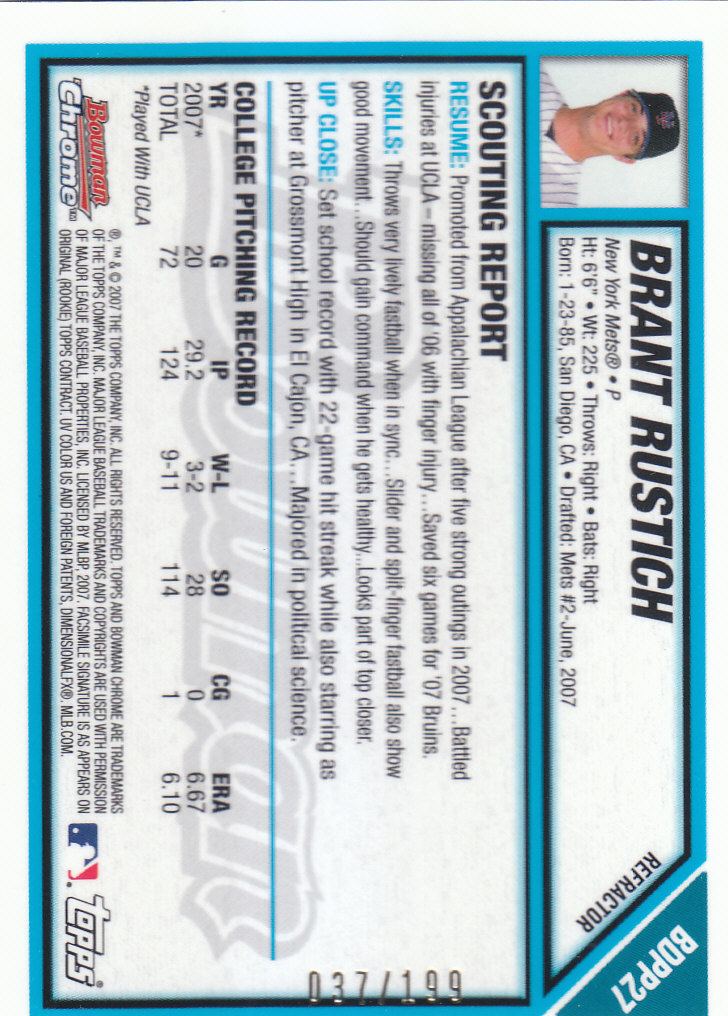 BDPP27
REFRACTOR
BRANT RUSTICH
New York Mets® • P
Ht: 6'6" • Wt: 225 • Throws: Right • Bats: Right
Born: 1-23-85, San Diego, CA • Drafted: Mets #2-June, 2007
SCOUTING REPORT
RESUME: Promoted from Appalachian League after five strong outings in 2007 ...Battled
injuries at UCLA – missing all of '06 with finger injury...Saved six games for '07 Bruins.
SKILLS: Throws very lively fastball when in sync...Slider and split-finger fastball also show
good movement...Should gain command when he gets healthy...Looks part of top closer.
UP CLOSE: Set school record with 22-game hit streak while also starring as
pitcher at Grossmont High in El Cajon, CA...Majored in political science.
COLLEGE PITCHING RECORD
YR G IP W-L SO CG ERA
2007* 20 29.2 3-2 28 0 6.67
TOTAL 72 124 9-11 114 1 6.10
*Played With UCLA
037/199
Bowman
Chrome™
®, ™ & © 2007 THE TOPPS COMPANY, INC. ALL RIGHTS RESERVED. TOPPS AND BOWMAN CHROME ARE TRADEMARKS
OF THE TOPPS COMPANY, INC. MAJOR LEAGUE BASEBALL TRADEMARKS AND COPYRIGHTS ARE USED WITH PERMISSION
OF MAJOR LEAGUE BASEBALL PROPERTIES, INC. LICENSED BY MLBP, 2007. FACSIMILE SIGNATURE IS AS APPEARS ON
ORIGINAL (ROOKIE) TOPPS CONTRACT. UV COLOR US AND FOREIGN PATENTS, DIMENSIONALFX®. MLB.COM.
topps®